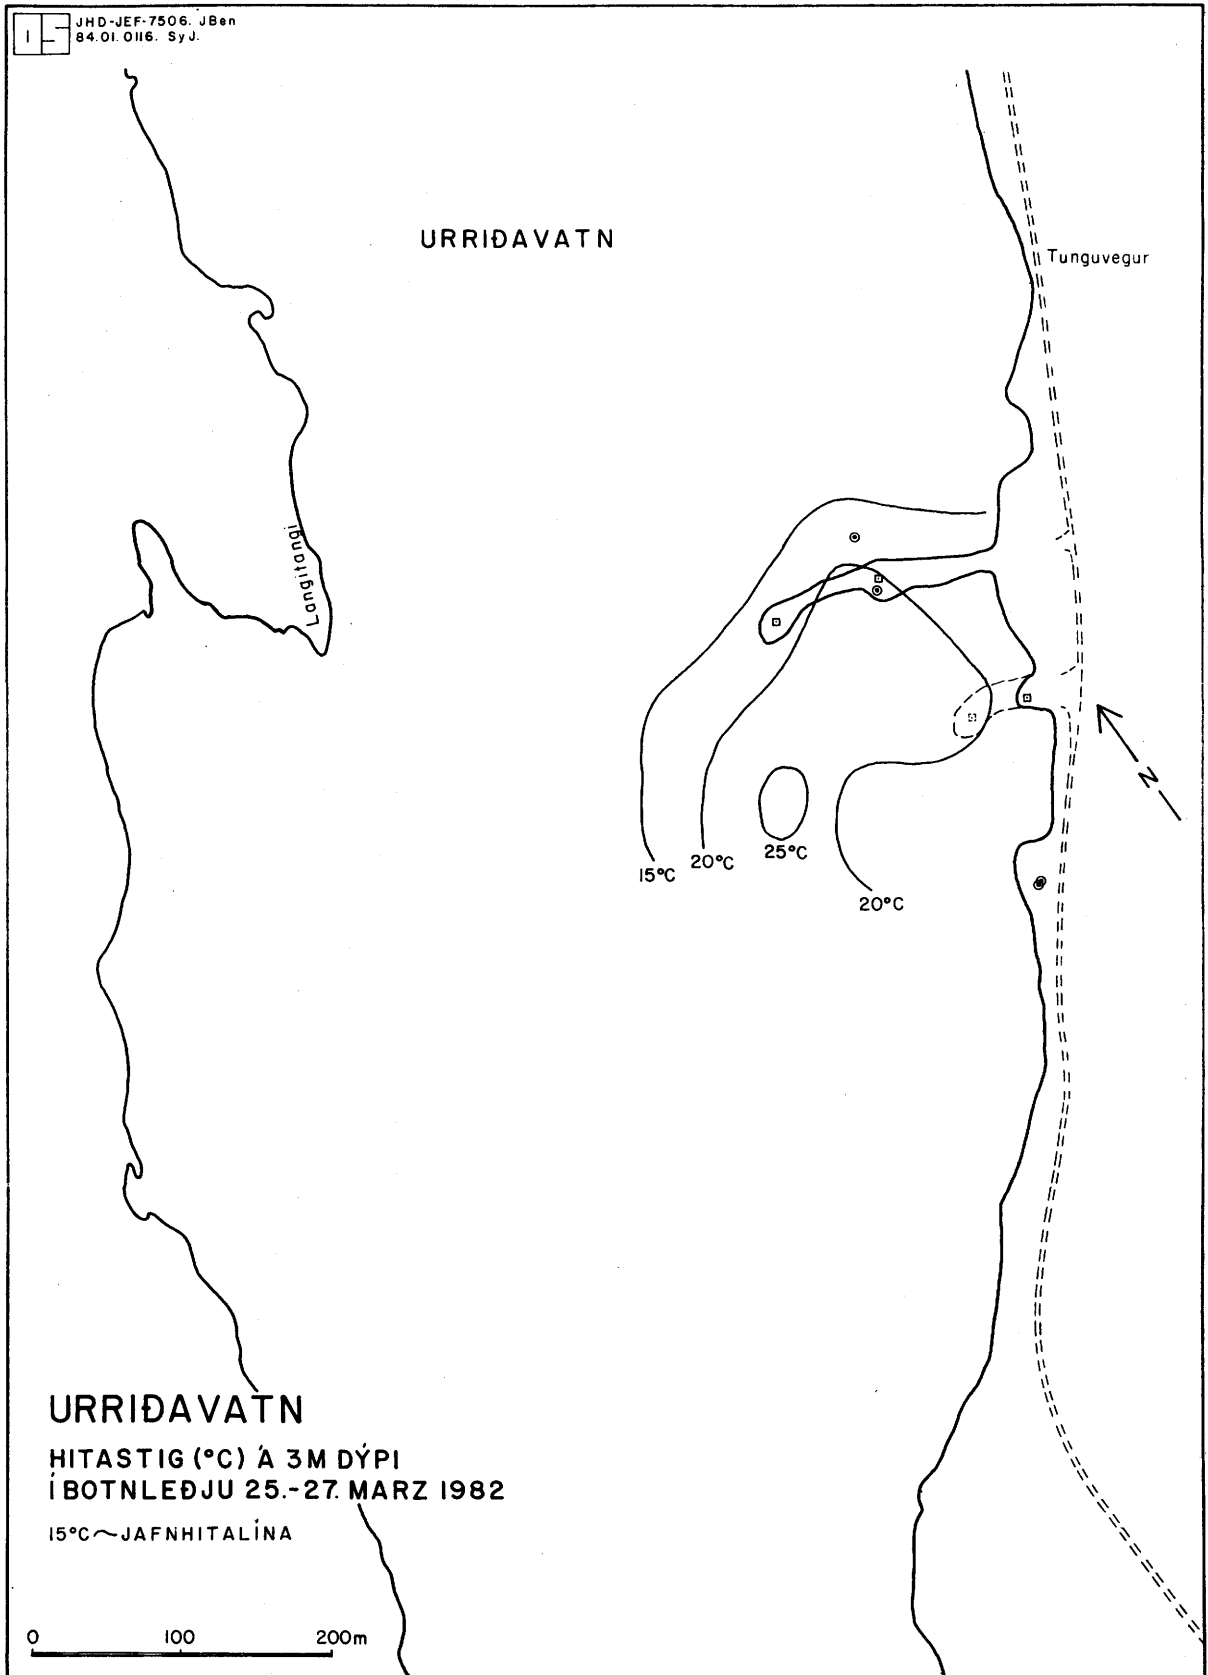 JHD-JEF-7506. JBen
84.01.0116. SyJ.
URRIÐAVATN
Tunguvegur
Langitangi
N
15°C
20°C
25°C
20°C
URRIÐAVATN
HITASTIG (°C) Á 3M DÝPI
Í BOTNLEÐJU 25.-27. MARZ 1982
15°C~JAFNHITALÍNA
0 100 200m